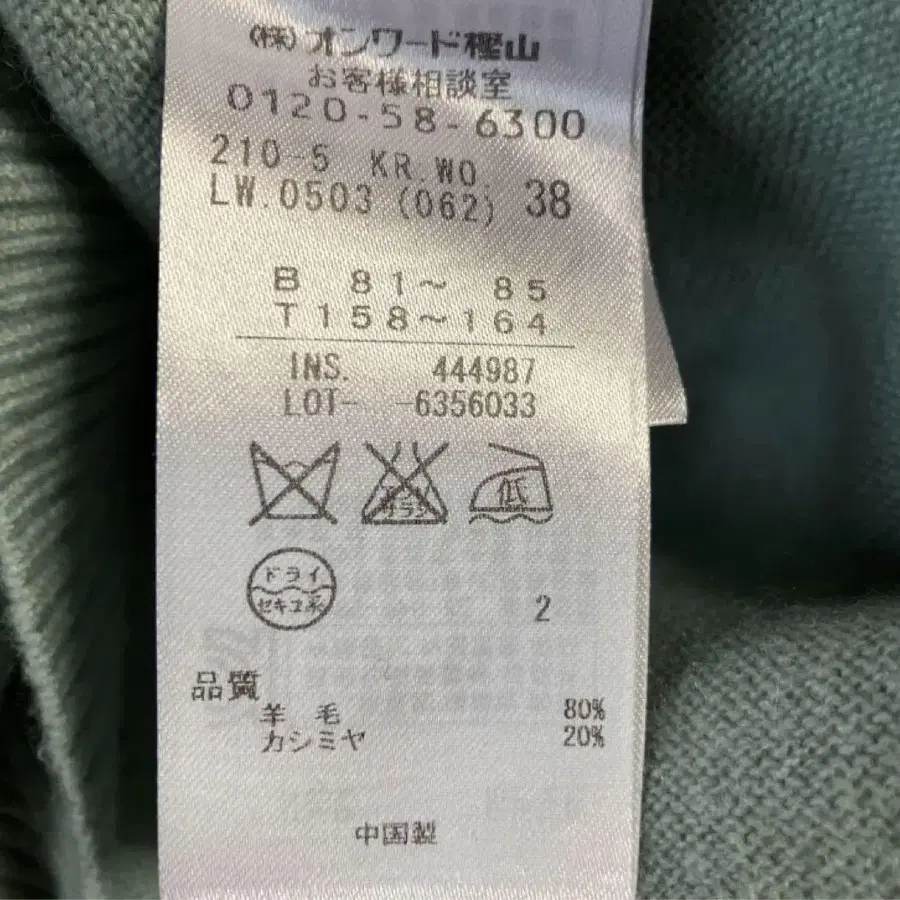 (株)オンワード樫山
お客様相談室
0120-58-6300
210-5 KR.WO.
LW.0503 (062) 38
B 81~ 85
T158~164
INS. 444987
LOT- -6356033
低
ドライ
セキユ系
2
品質
羊毛 80%
カシミヤ 20%
中国製